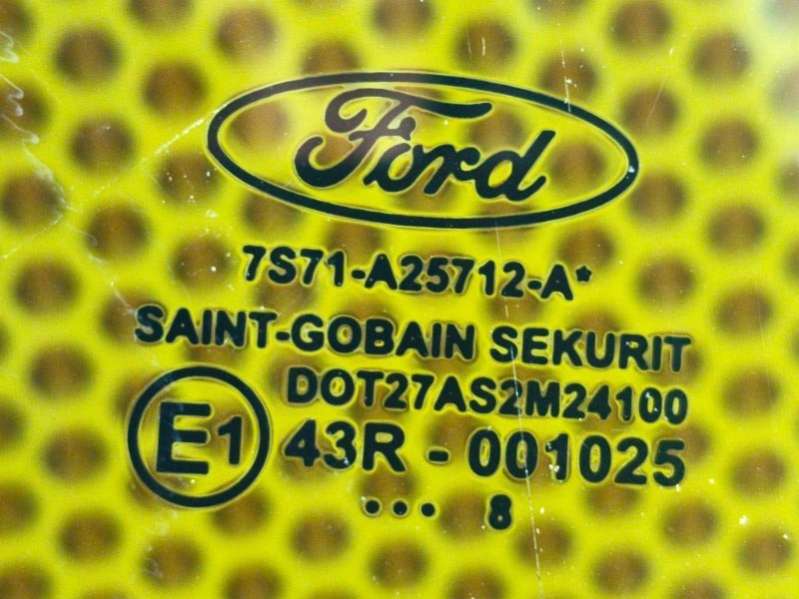 Ford
7S71-A25712-A*
SAINT-GOBAIN SEKURIT
DOT27AS2M24100
E1 43R - 001025
... 8